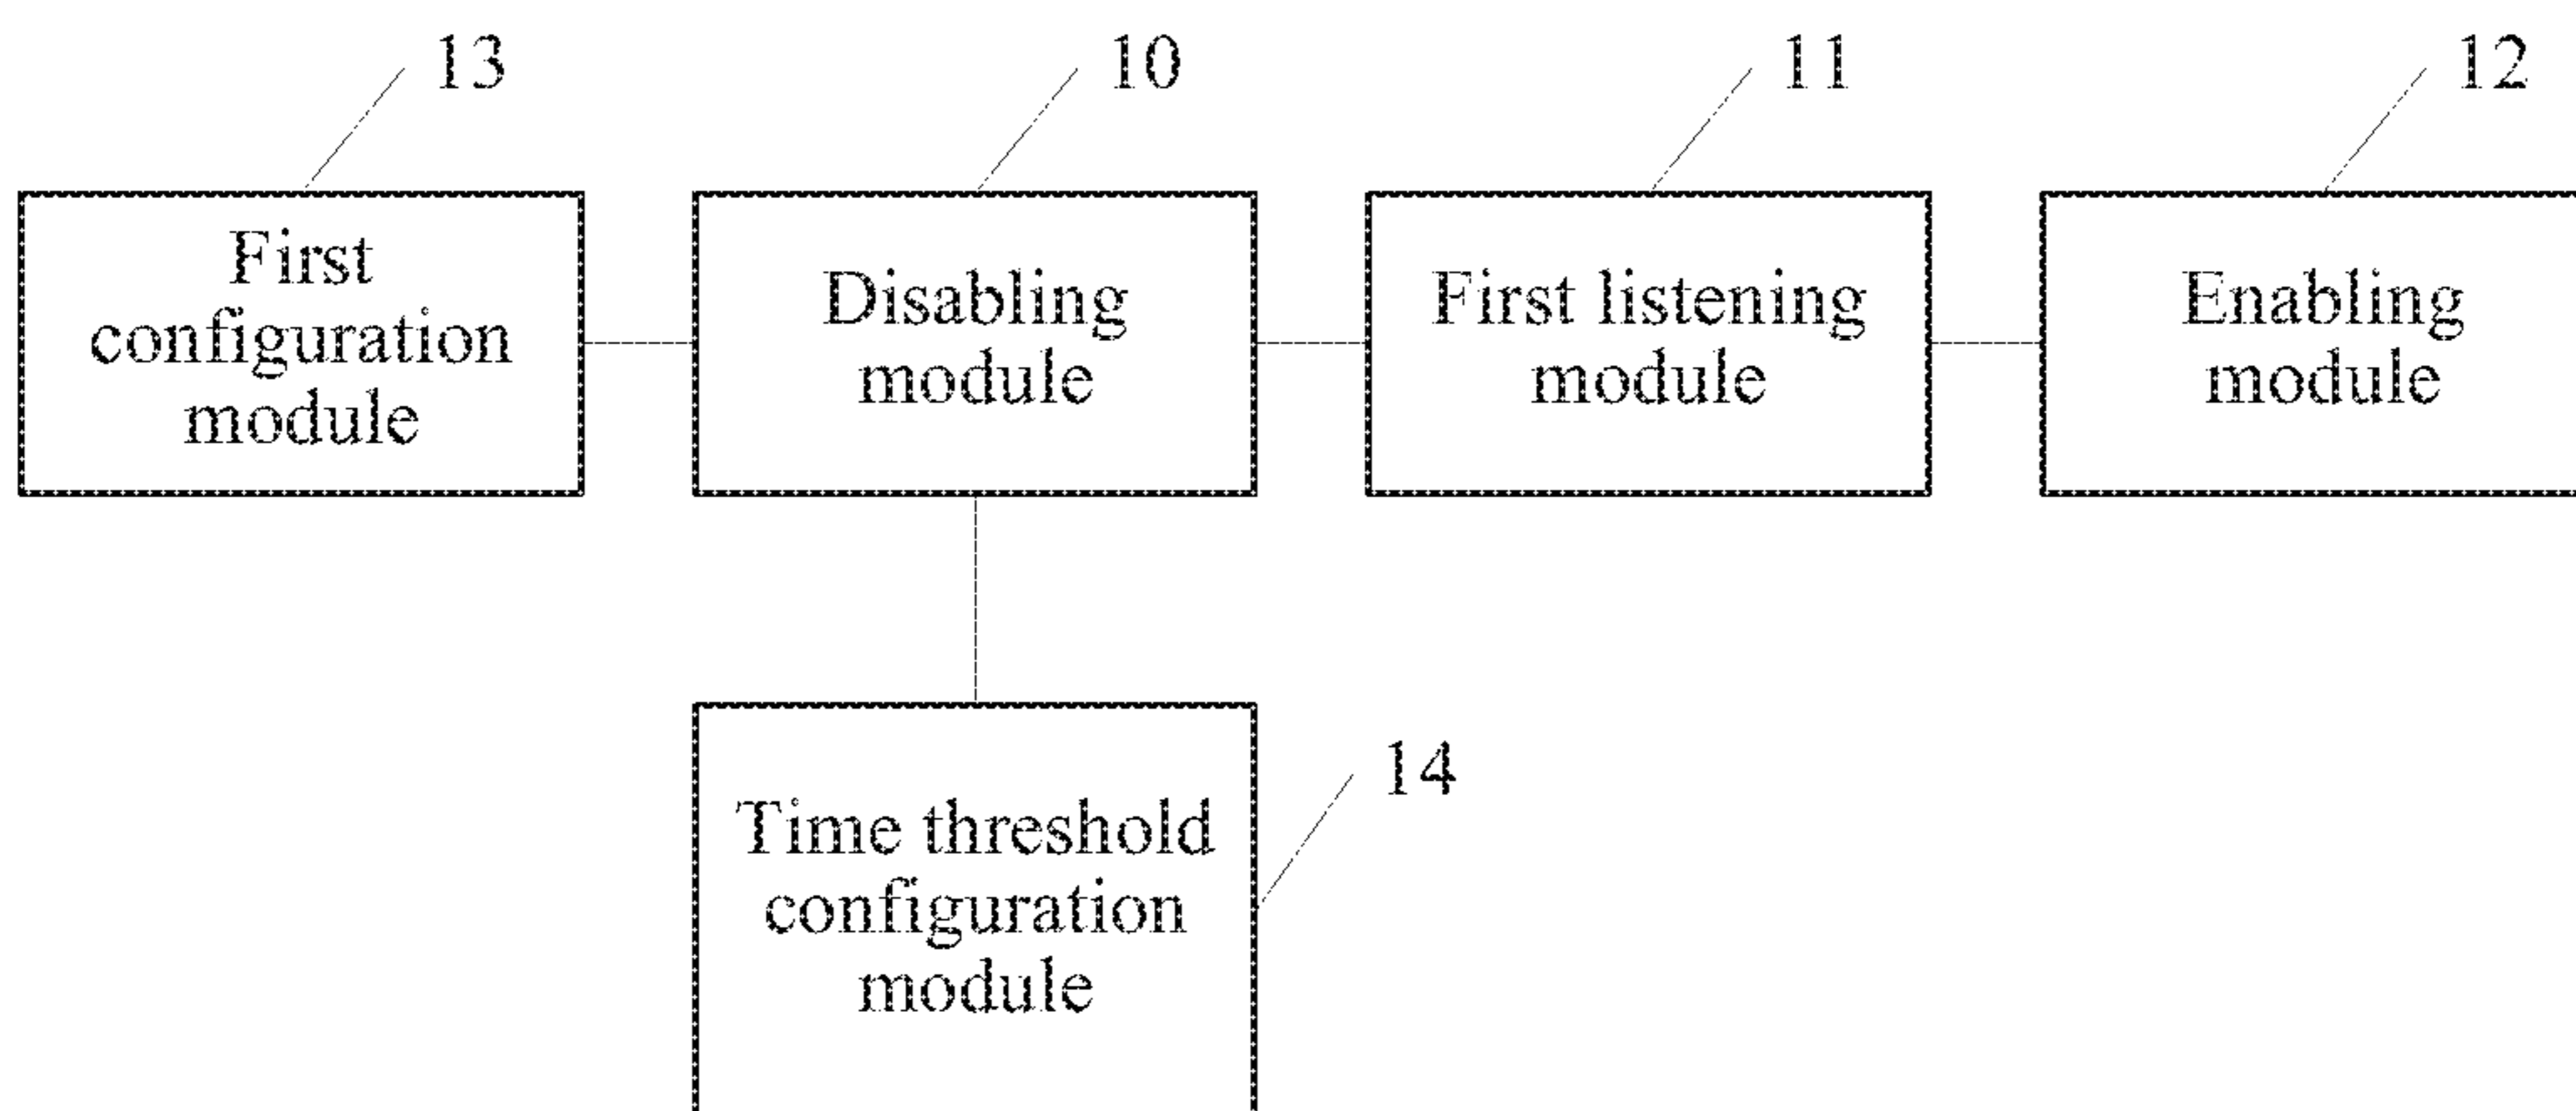 13
10
11
12
First
configuration
module
Disabling
module
First listening
module
Enabling
module
14
Time threshold
configuration
module